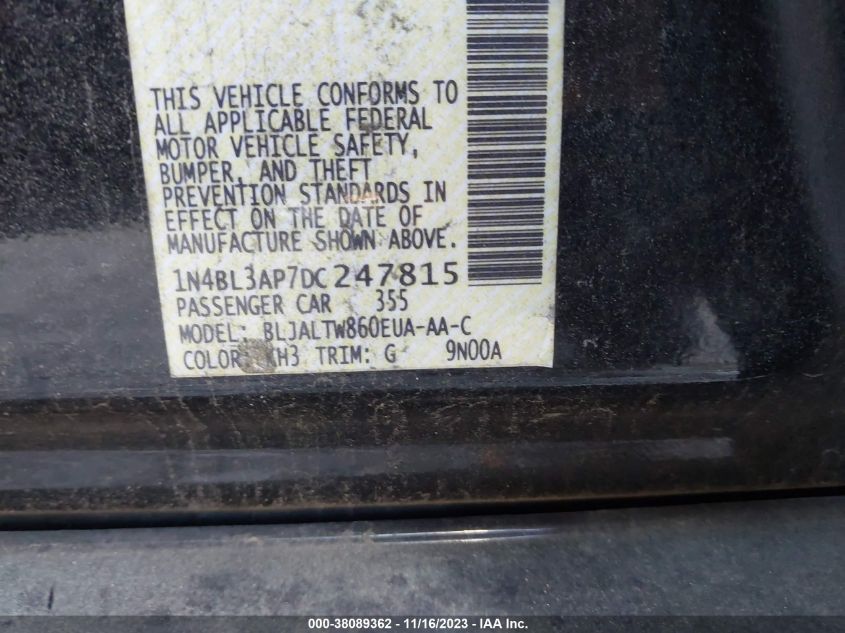 THIS VEHICLE CONFORMS TO
ALL APPLICABLE FEDERAL
MOTOR VEHICLE SAFETY,
BUMPER, AND THEFT
PREVENTION STANDARDS IN
EFFECT ON THE DATE OF
MANUFACTURE SHOWN ABOVE.
1N4BL3AP7DC247815
PASSENGER CAR 355
MODEL: BLJALTW860EUA-AA-C
COLOR: KH3 TRIM: G 9N00A
000-38089362 - 11/16/2023 - IAA Inc.